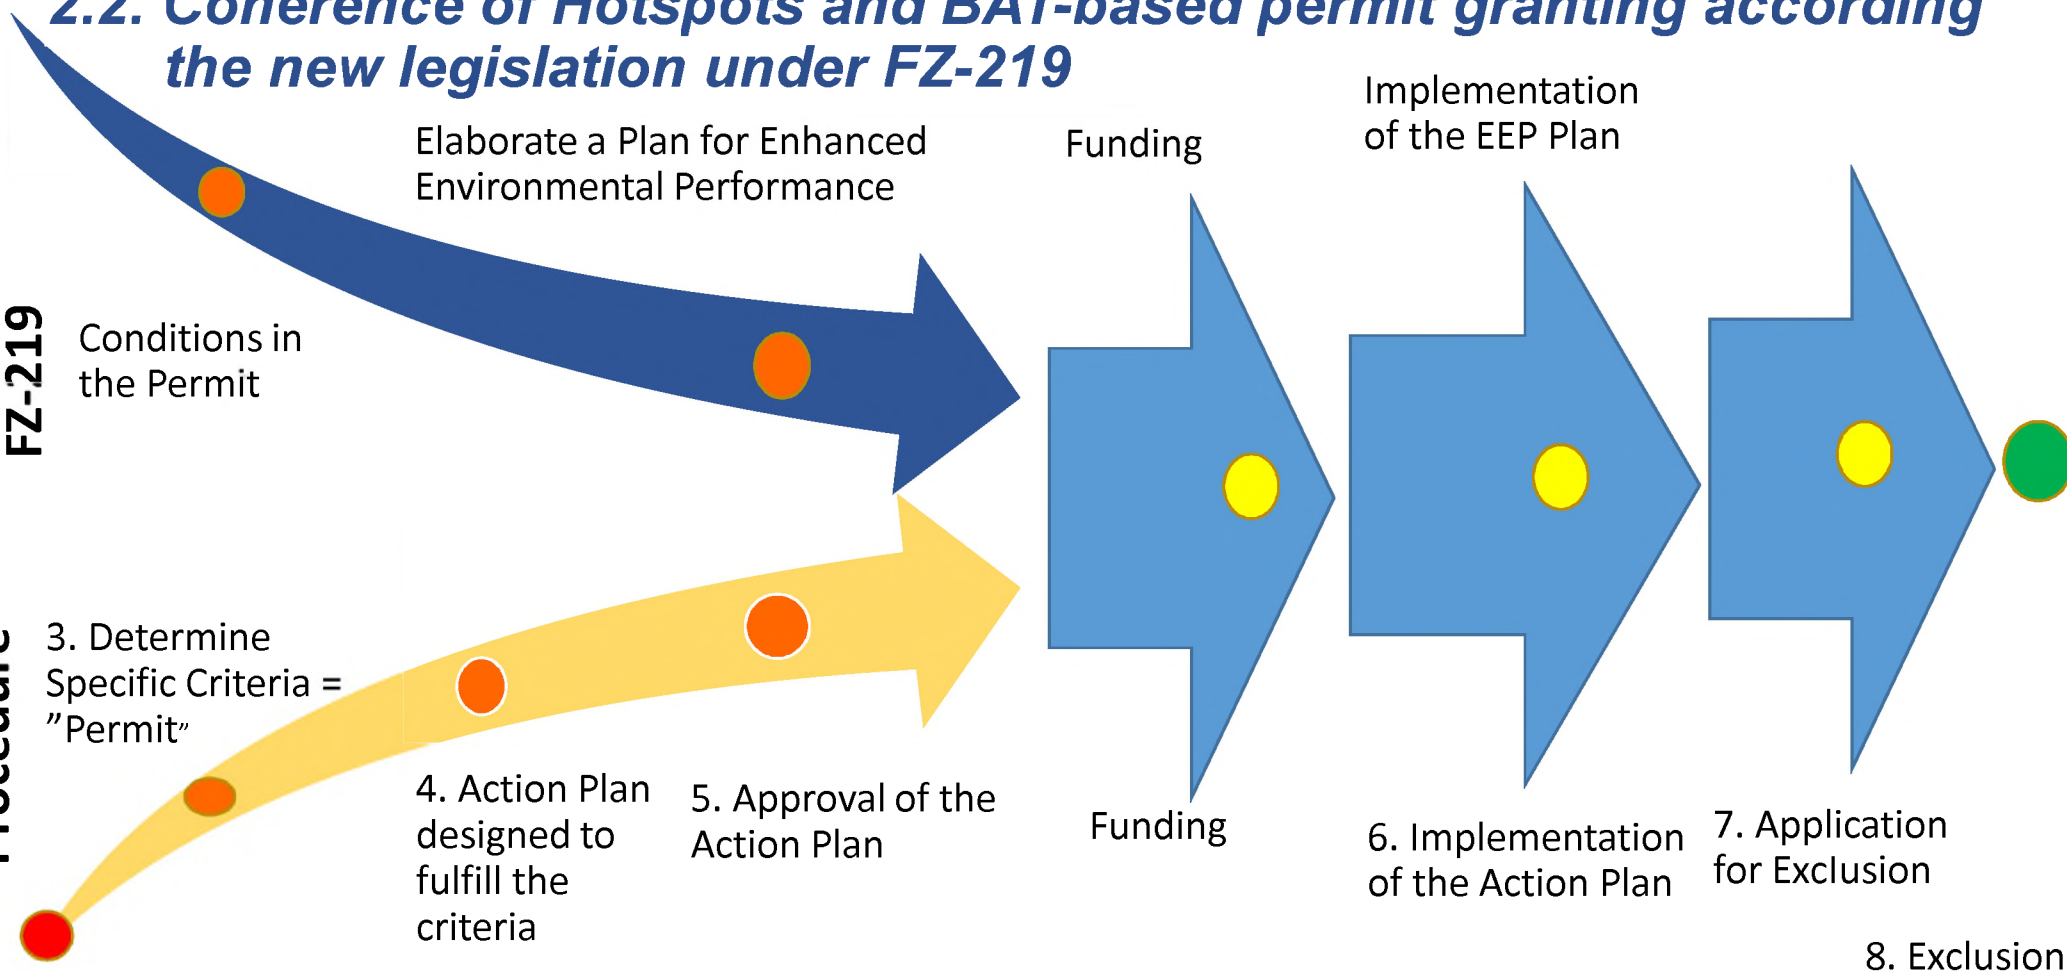 2.2. Coherence of Hotspots and BAT-based permit granting according
the new legislation under FZ-219
Implementation
of the EEP Plan
Elaborate a Plan for Enhanced
Environmental Performance
Funding
FZ-219
Conditions in
the Permit
3. Determine
Specific Criteria =
”Permit”
Procedure
4. Action Plan
designed to
fulfill the
criteria
5. Approval of the
Action Plan
Funding
6. Implementation
of the Action Plan
7. Application
for Exclusion
8. Exclusion